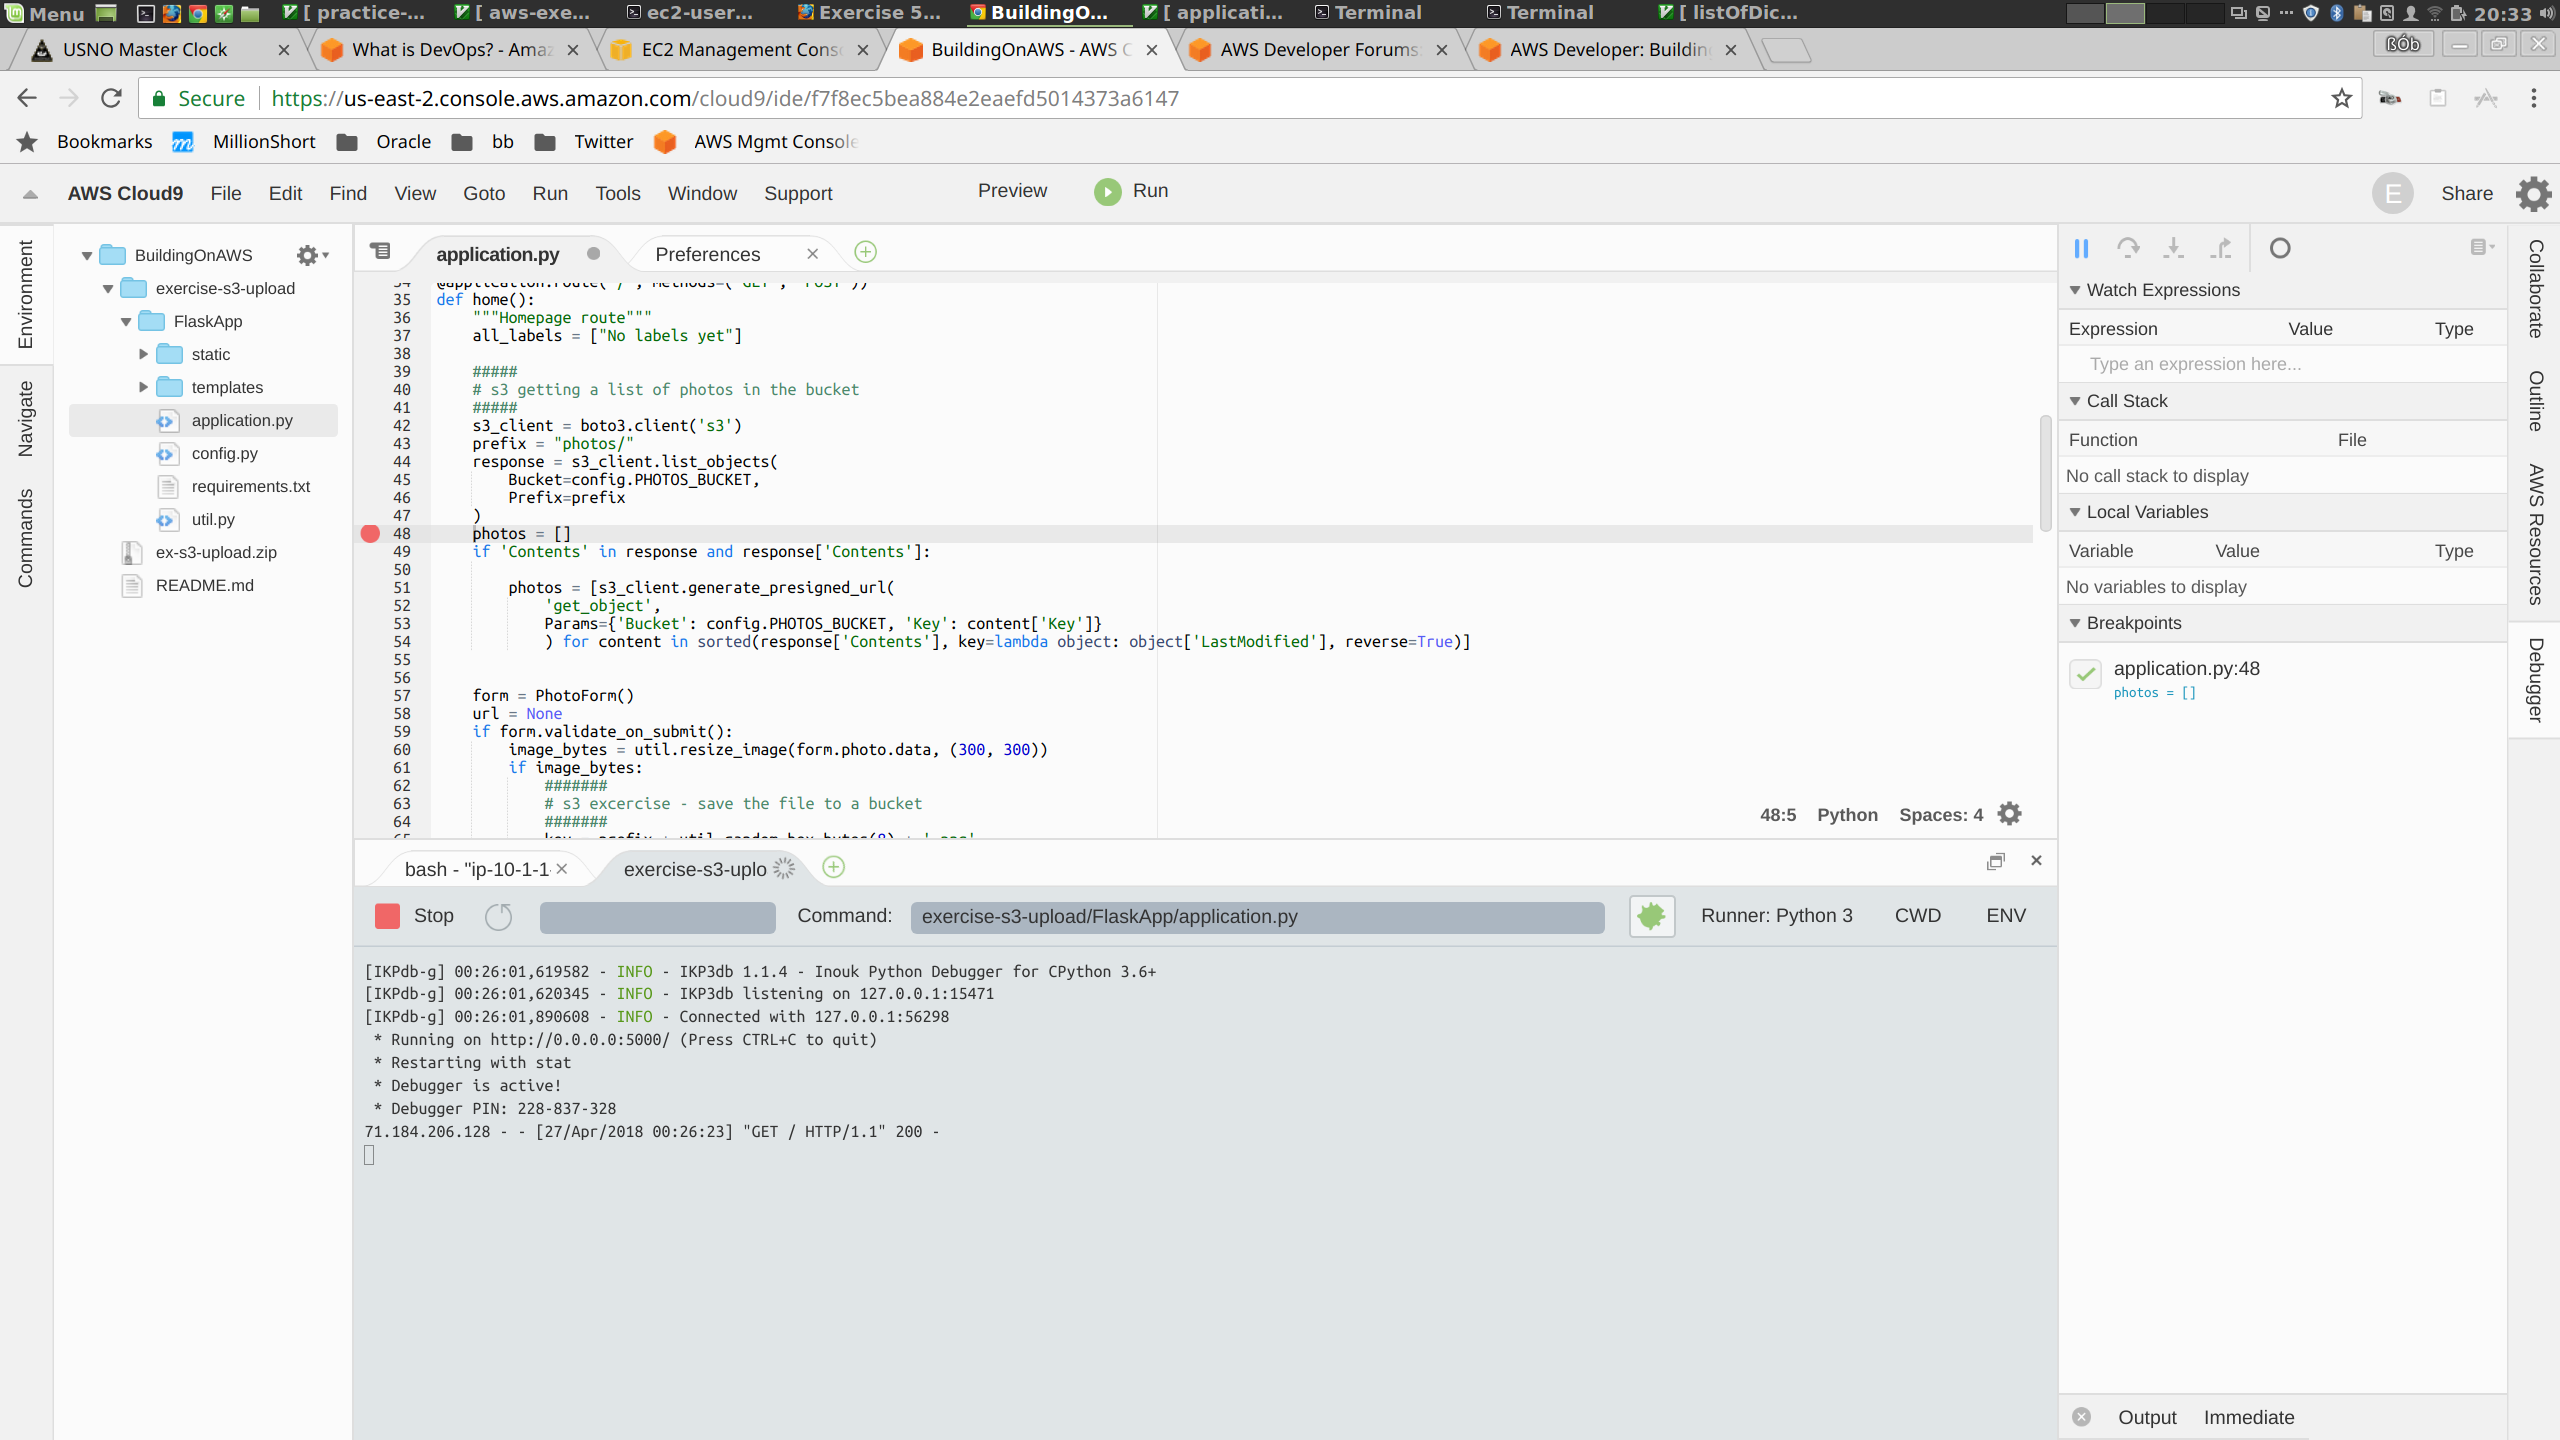 Menu [ practice-... [ aws-exe... ec2-user... Exercise 5... BuildingO... [ applicati... Terminal Terminal [ listOfDic... 20:33
USNO Master Clock What is DevOps? - Amaz EC2 Management Cons BuildingOnAWS - AWS C AWS Developer Forums: AWS Developer: Building ßÓb
Secure https://us-east-2.console.aws.amazon.com/cloud9/ide/f7f8ec5bea884e2eaefd5014373a6147
Bookmarks MillionShort Oracle bb Twitter AWS Mgmt Console
AWS Cloud9 File Edit Find View Goto Run Tools Window Support Preview Run E Share
Environment
Navigate
Commands
BuildingOnAWS
exercise-s3-upload
FlaskApp
static
templates
application.py
config.py
requirements.txt
util.py
ex-s3-upload.zip
README.md
application.py Preferences
34 @application.route('/', methods=('GET', 'POST'))
35 def home():
36 """Homepage route"""
37 all_labels = ["No labels yet"]
38
39 #####
40 # s3 getting a list of photos in the bucket
41 #####
42 s3_client = boto3.client('s3')
43 prefix = "photos/"
44 response = s3_client.list_objects(
45 Bucket=config.PHOTOS_BUCKET,
46 Prefix=prefix
47 )
48 photos = []
49 if 'Contents' in response and response['Contents']:
50
51 photos = [s3_client.generate_presigned_url(
52 'get_object',
53 Params={'Bucket': config.PHOTOS_BUCKET, 'Key': content['Key']}
54 ) for content in sorted(response['Contents'], key=lambda object: object['LastModified'], reverse=True)]
55
56
57 form = PhotoForm()
58 url = None
59 if form.validate_on_submit():
60 image_bytes = util.resize_image(form.photo.data, (300, 300))
61 if image_bytes:
62 #######
63 # s3 excercise - save the file to a bucket
64 #######
65 key = prefix + util.random_hex_bytes(8) + '.png'
48:5 Python Spaces: 4
bash - "ip-10-1-1- exercise-s3-uplo
Stop Command: exercise-s3-upload/FlaskApp/application.py Runner: Python 3 CWD ENV
[IKPdb-g] 00:26:01,619582 - INFO - IKP3db 1.1.4 - Inouk Python Debugger for CPython 3.6+
[IKPdb-g] 00:26:01,620345 - INFO - IKP3db listening on 127.0.0.1:15471
[IKPdb-g] 00:26:01,890608 - INFO - Connected with 127.0.0.1:56298
* Running on http://0.0.0.0:5000/ (Press CTRL+C to quit)
* Restarting with stat
* Debugger is active!
* Debugger PIN: 228-837-328
71.184.206.128 - - [27/Apr/2018 00:26:23] "GET / HTTP/1.1" 200 -
Watch Expressions
Expression Value Type
Type an expression here...
Call Stack
Function File
No call stack to display
Local Variables
Variable Value Type
No variables to display
Breakpoints
application.py:48
photos = []
Output Immediate
Collaborate
Outline
AWS Resources
Debugger